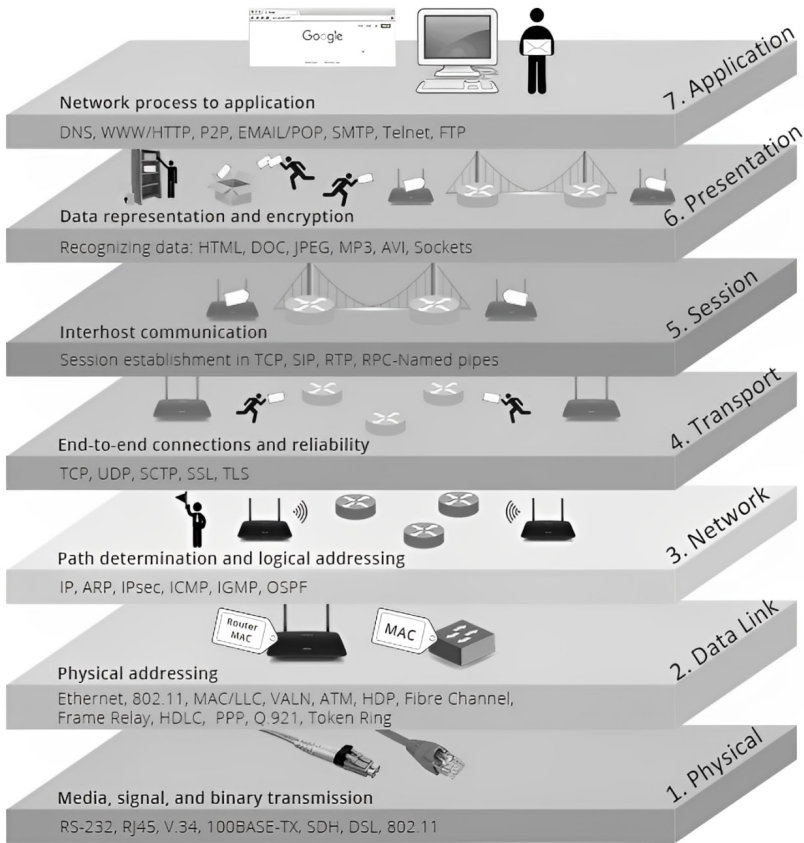 Google
7. Application
Network process to application
DNS, WWW/HTTP, P2P, EMAIL/POP, SMTP, Telnet, FTP
6. Presentation
Data representation and encryption
Recognizing data: HTML, DOC, JPEG, MP3, AVI, Sockets
5. Session
Interhost communication
Session establishment in TCP, SIP, RTP, RPC-Named pipes
4. Transport
End-to-end connections and reliability
TCP, UDP, SCTP, SSL, TLS
3. Network
Path determination and logical addressing
IP, ARP, IPsec, ICMP, IGMP, OSPF
Router
MAC
MAC
2. Data Link
Physical addressing
Ethernet, 802.11, MAC/LLC, VALN, ATM, HDP, Fibre Channel,
Frame Relay, HDLC, PPP, Q.921, Token Ring
1. Physical
Media, signal, and binary transmission
RS-232, RJ45, V.34, 100BASE-TX, SDH, DSL, 802.11